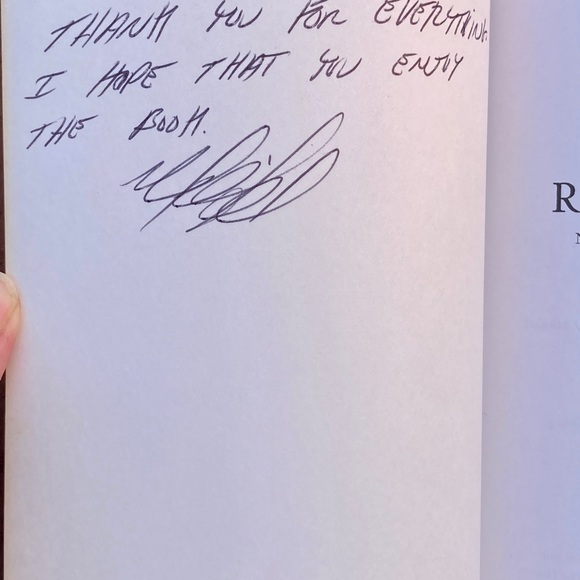 THANK YOU FOR EVERYTHING.
I HOPE THAT YOU ENJOY
THE BOOK.
R